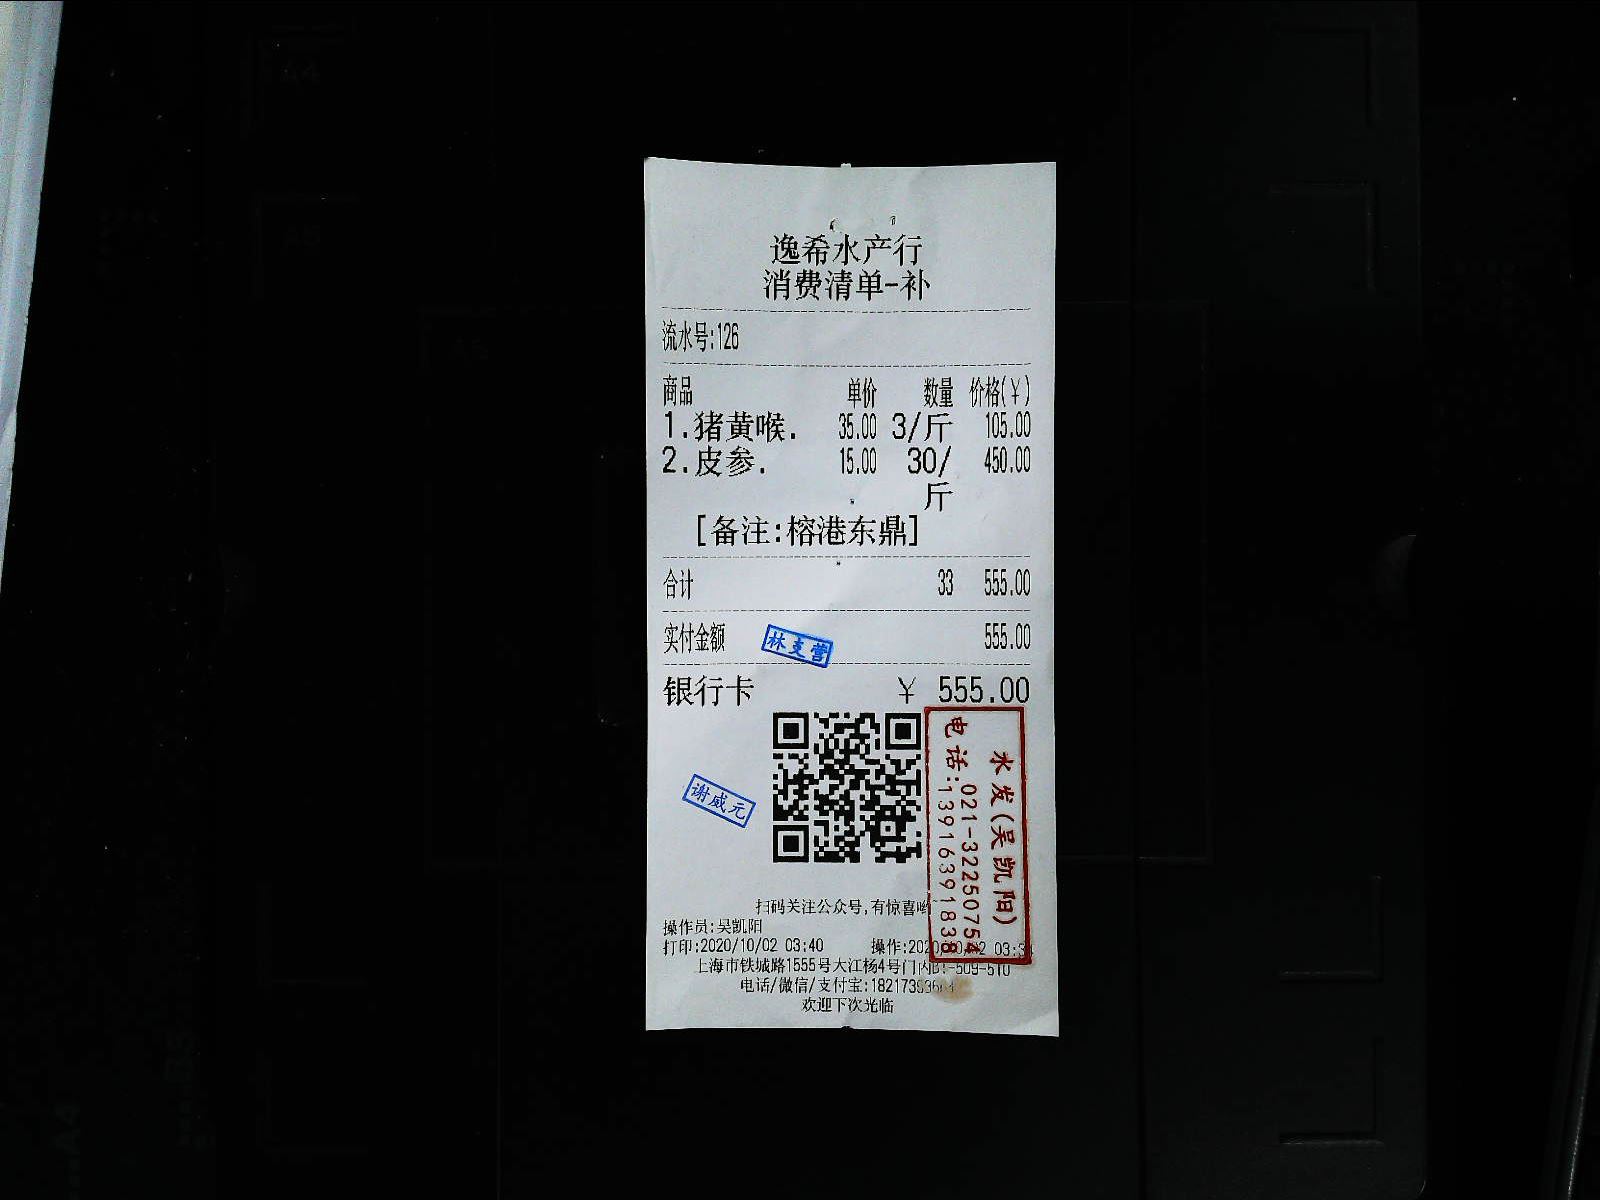 逸希水产行
消费清单-补
流水号:126
商品 单价 数量 价格(¥)
1.猪黄喉. 35.00 3/斤 105.00
2.皮参. 15.00 30/斤 450.00
[备注:榕港东鼎]
合计 33 555.00
实付金额 555.00
林支营
银行卡 ¥ 555.00
水发(吴凯阳)
电话:021-32250754
13916391838
谢威元
扫码关注公众号,有惊喜哟
操作员:吴凯阳
打印:2020/10/02 03:40 操作:2020/10/02
上海市铁城路1555号大江杨4号门内
电话/微信/支付宝:
欢迎下次光临